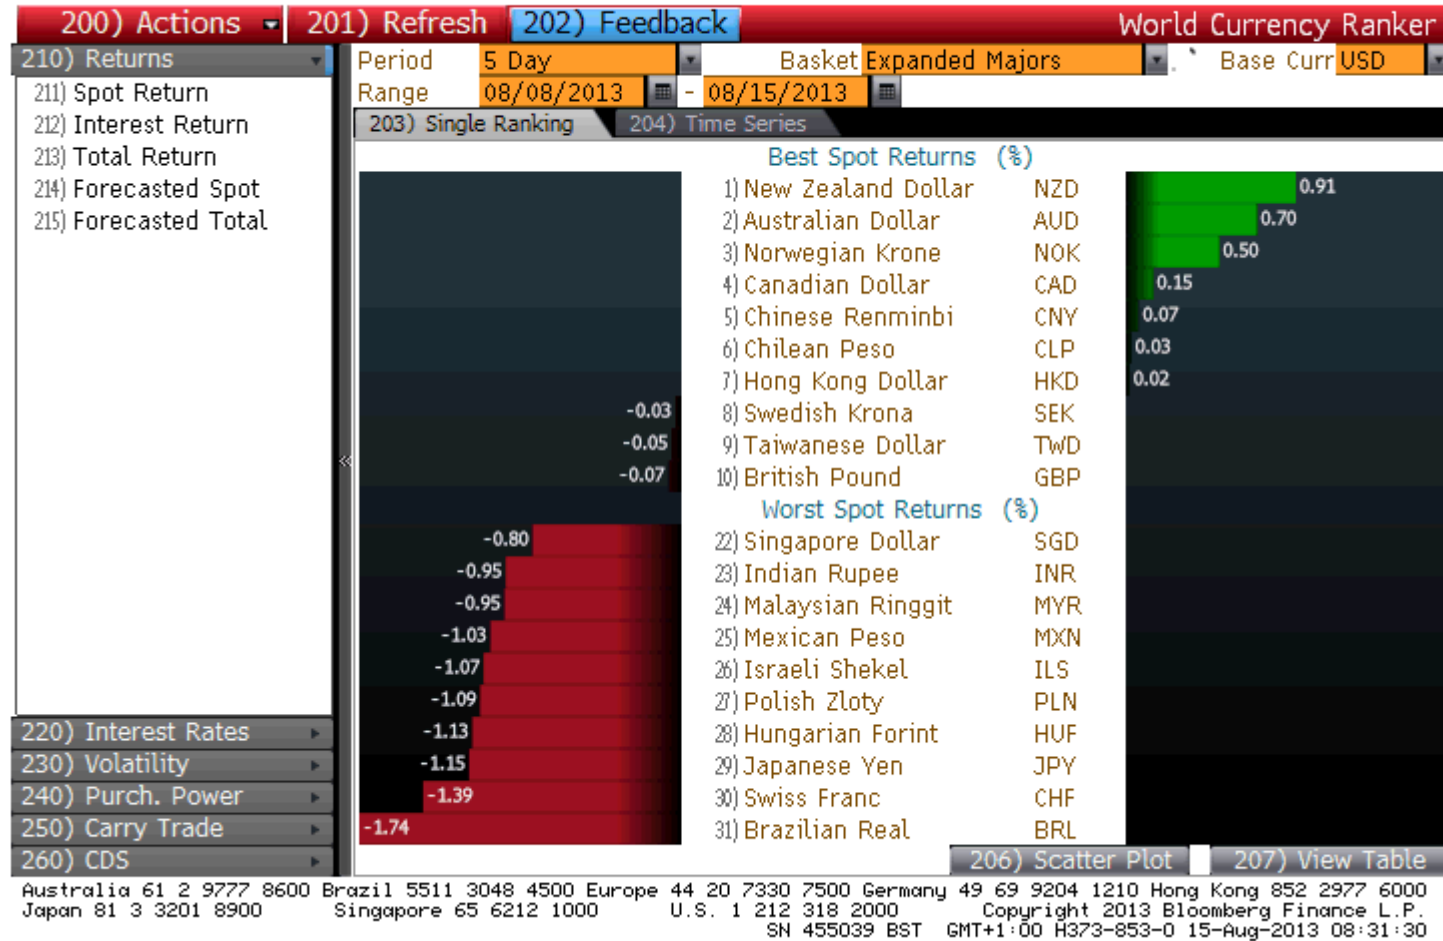 200) Actions 201) Refresh 202) Feedback World Currency Ranker
210) Returns Period 5 Day Basket Expanded Majors Base Curr USD
211) Spot Return Range 08/08/2013 - 08/15/2013
212) Interest Return 203) Single Ranking 204) Time Series
213) Total Return Best Spot Returns (%)
214) Forecasted Spot 1) New Zealand Dollar NZD 0.91
215) Forecasted Total 2) Australian Dollar AUD 0.70
3) Norwegian Krone NOK 0.50
4) Canadian Dollar CAD 0.15
5) Chinese Renminbi CNY 0.07
6) Chilean Peso CLP 0.03
7) Hong Kong Dollar HKD 0.02
-0.03 8) Swedish Krona SEK
-0.05 9) Taiwanese Dollar TWD
« -0.07 10) British Pound GBP
Worst Spot Returns (%)
-0.80 22) Singapore Dollar SGD
-0.95 23) Indian Rupee INR
-0.95 24) Malaysian Ringgit MYR
-1.03 25) Mexican Peso MXN
-1.07 26) Israeli Shekel ILS
-1.09 27) Polish Zloty PLN
220) Interest Rates -1.13 28) Hungarian Forint HUF
230) Volatility -1.15 29) Japanese Yen JPY
240) Purch. Power -1.39 30) Swiss Franc CHF
250) Carry Trade -1.74 31) Brazilian Real BRL
260) CDS 206) Scatter Plot 207) View Table
Australia 61 2 9777 8600 Brazil 5511 3048 4500 Europe 44 20 7330 7500 Germany 49 69 9204 1210 Hong Kong 852 2977 6000
Japan 81 3 3201 8900 Singapore 65 6212 1000 U.S. 1 212 318 2000 Copyright 2013 Bloomberg Finance L.P.
SN 455039 BST GMT+1:00 H373-853-0 15-Aug-2013 08:31:30